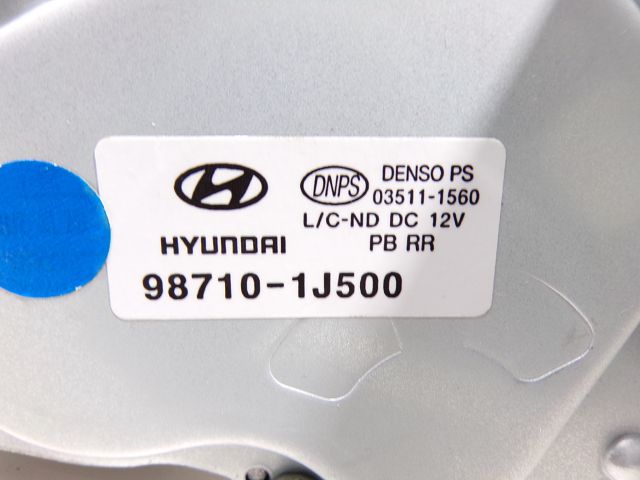 HYUNDAI
98710-1J500
DNPS
DENSO PS
03511-1560
L/C-ND DC 12V
PB RR